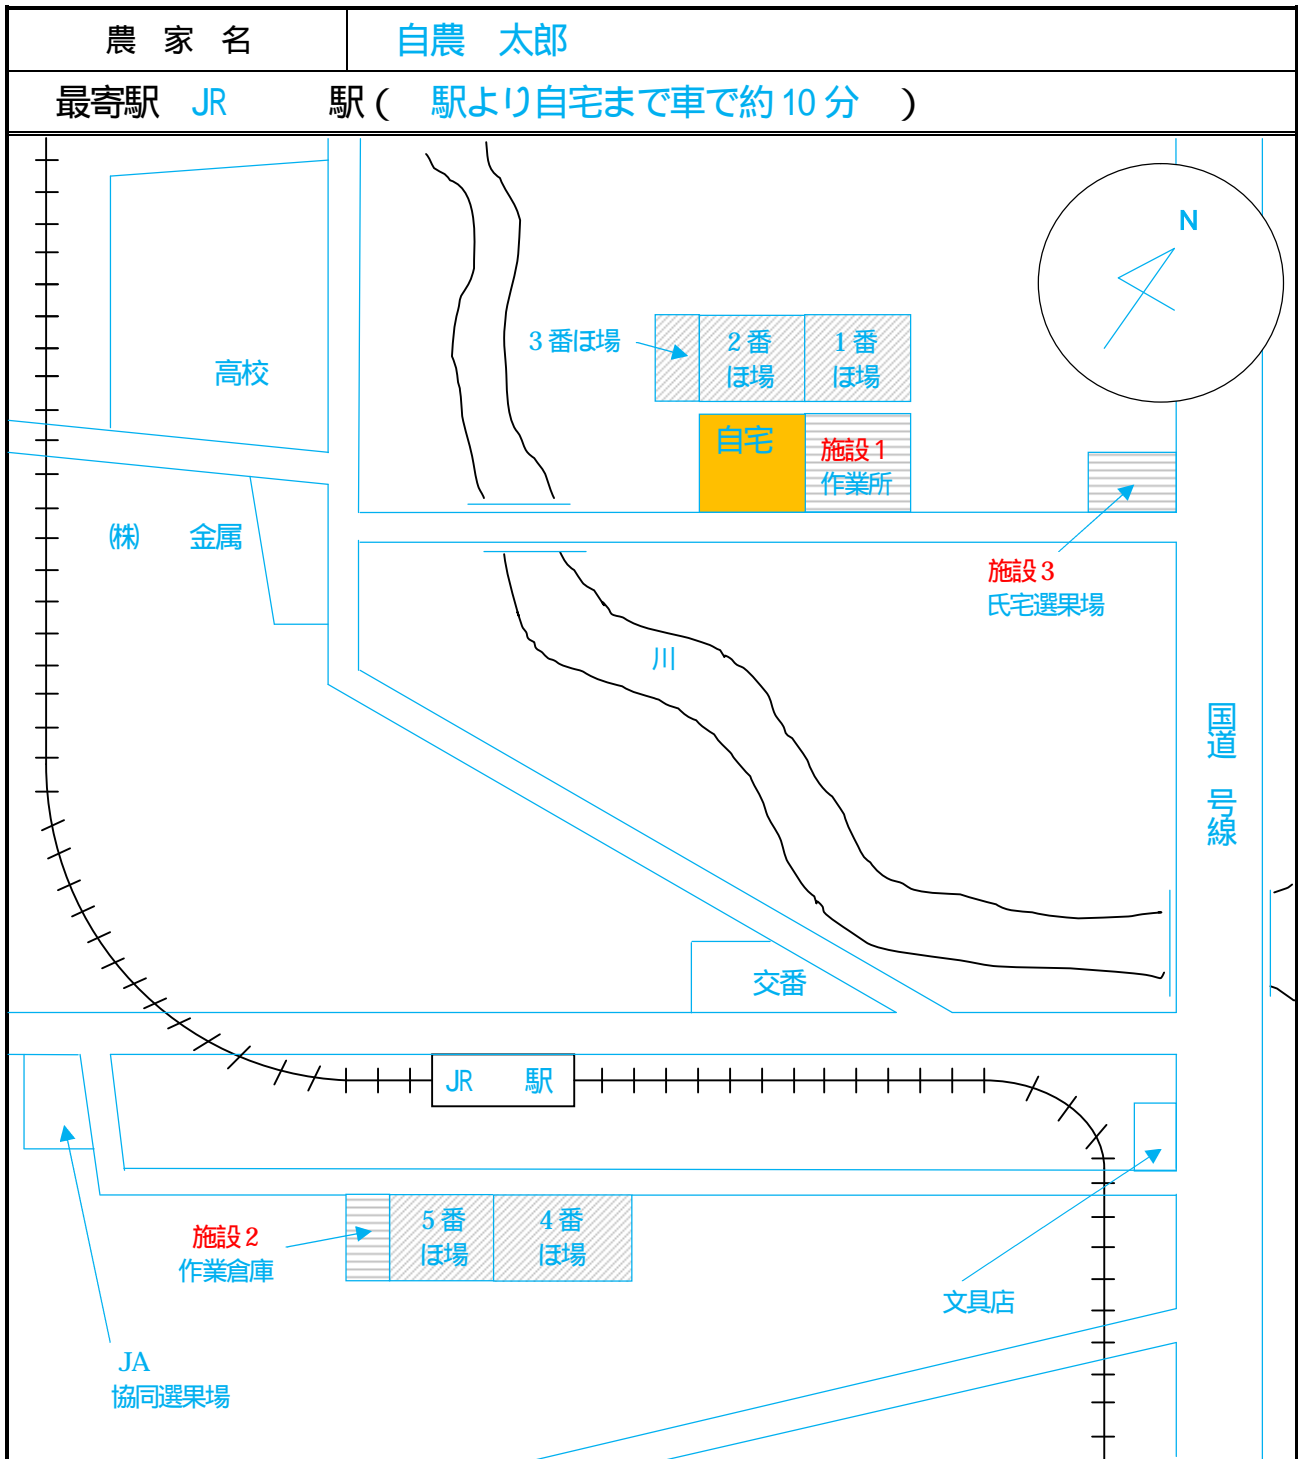 農家名 自農 太郎
最寄駅 JR 駅( 駅より自宅まで車で約10分 )
N
3番ほ場
2番
ほ場
1番
ほ場
高校
自宅
施設1
作業所
(株) 金属
施設3
氏宅選果場
川
国道 号線
交番
JR 駅
5番
ほ場
4番
ほ場
施設2
作業倉庫
文具店
JA
協同選果場